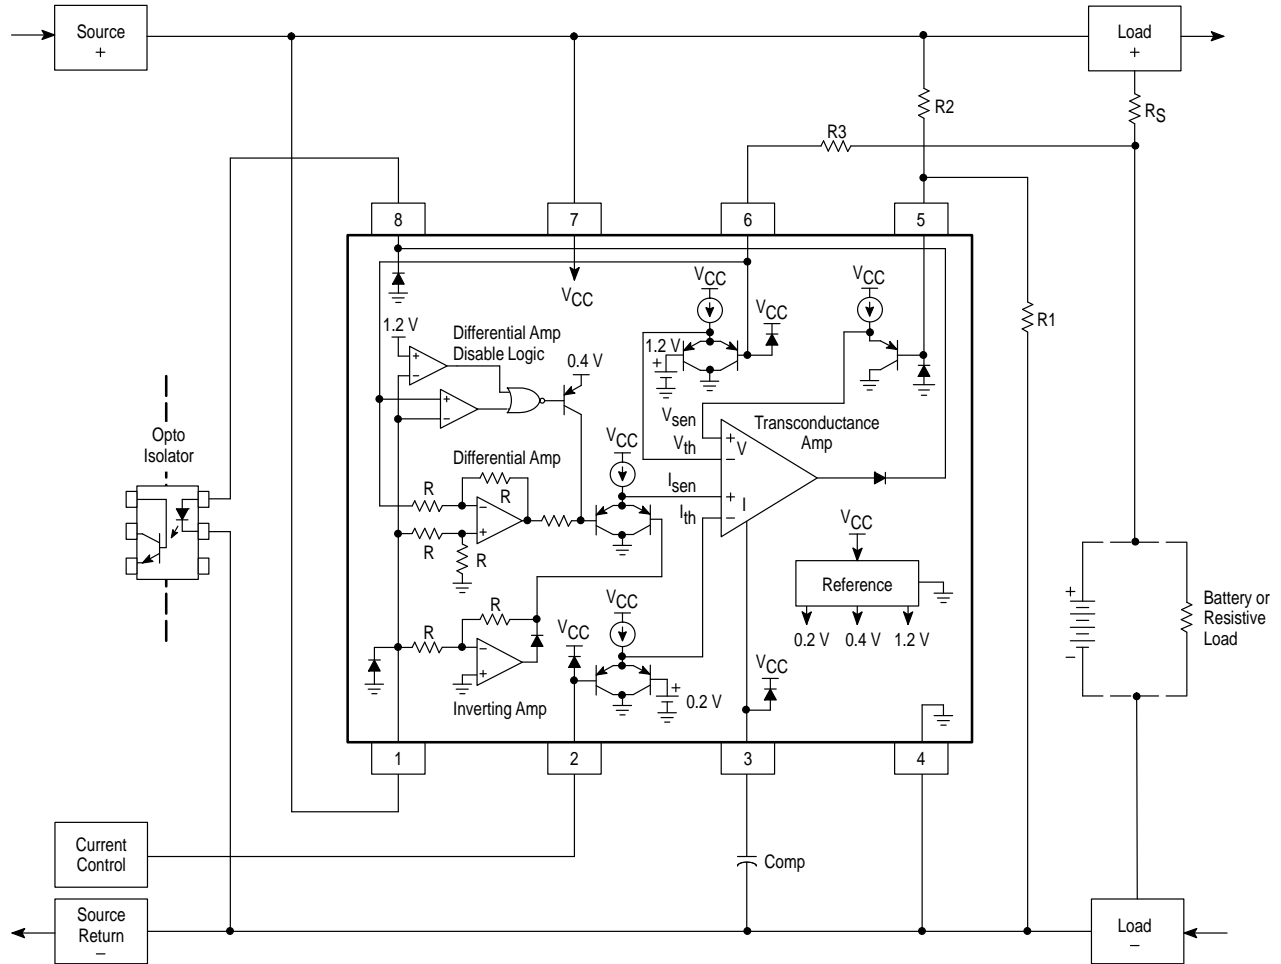 Source
+
Load
+
R2
RS
R3
8
7
6
5
VCC
VCC
VCC
VCC
1.2 V
Differential Amp
Disable Logic
0.4 V
1.2 V
+
R1
+
−
+
−
Opto
Isolator
Vsen
Transconductance
Amp
Vth
VCC
+
V
−
Differential Amp
Isen
R
R
−
+
Ith
+
I
−
VCC
R
R
Reference
0.2 V
0.4 V
1.2 V
+
−
Battery or
Resistive
Load
VCC
R
R
−
+
VCC
VCC
+
0.2 V
Inverting Amp
1
2
3
4
Current
Control
Comp
Source
Return
−
Load
−